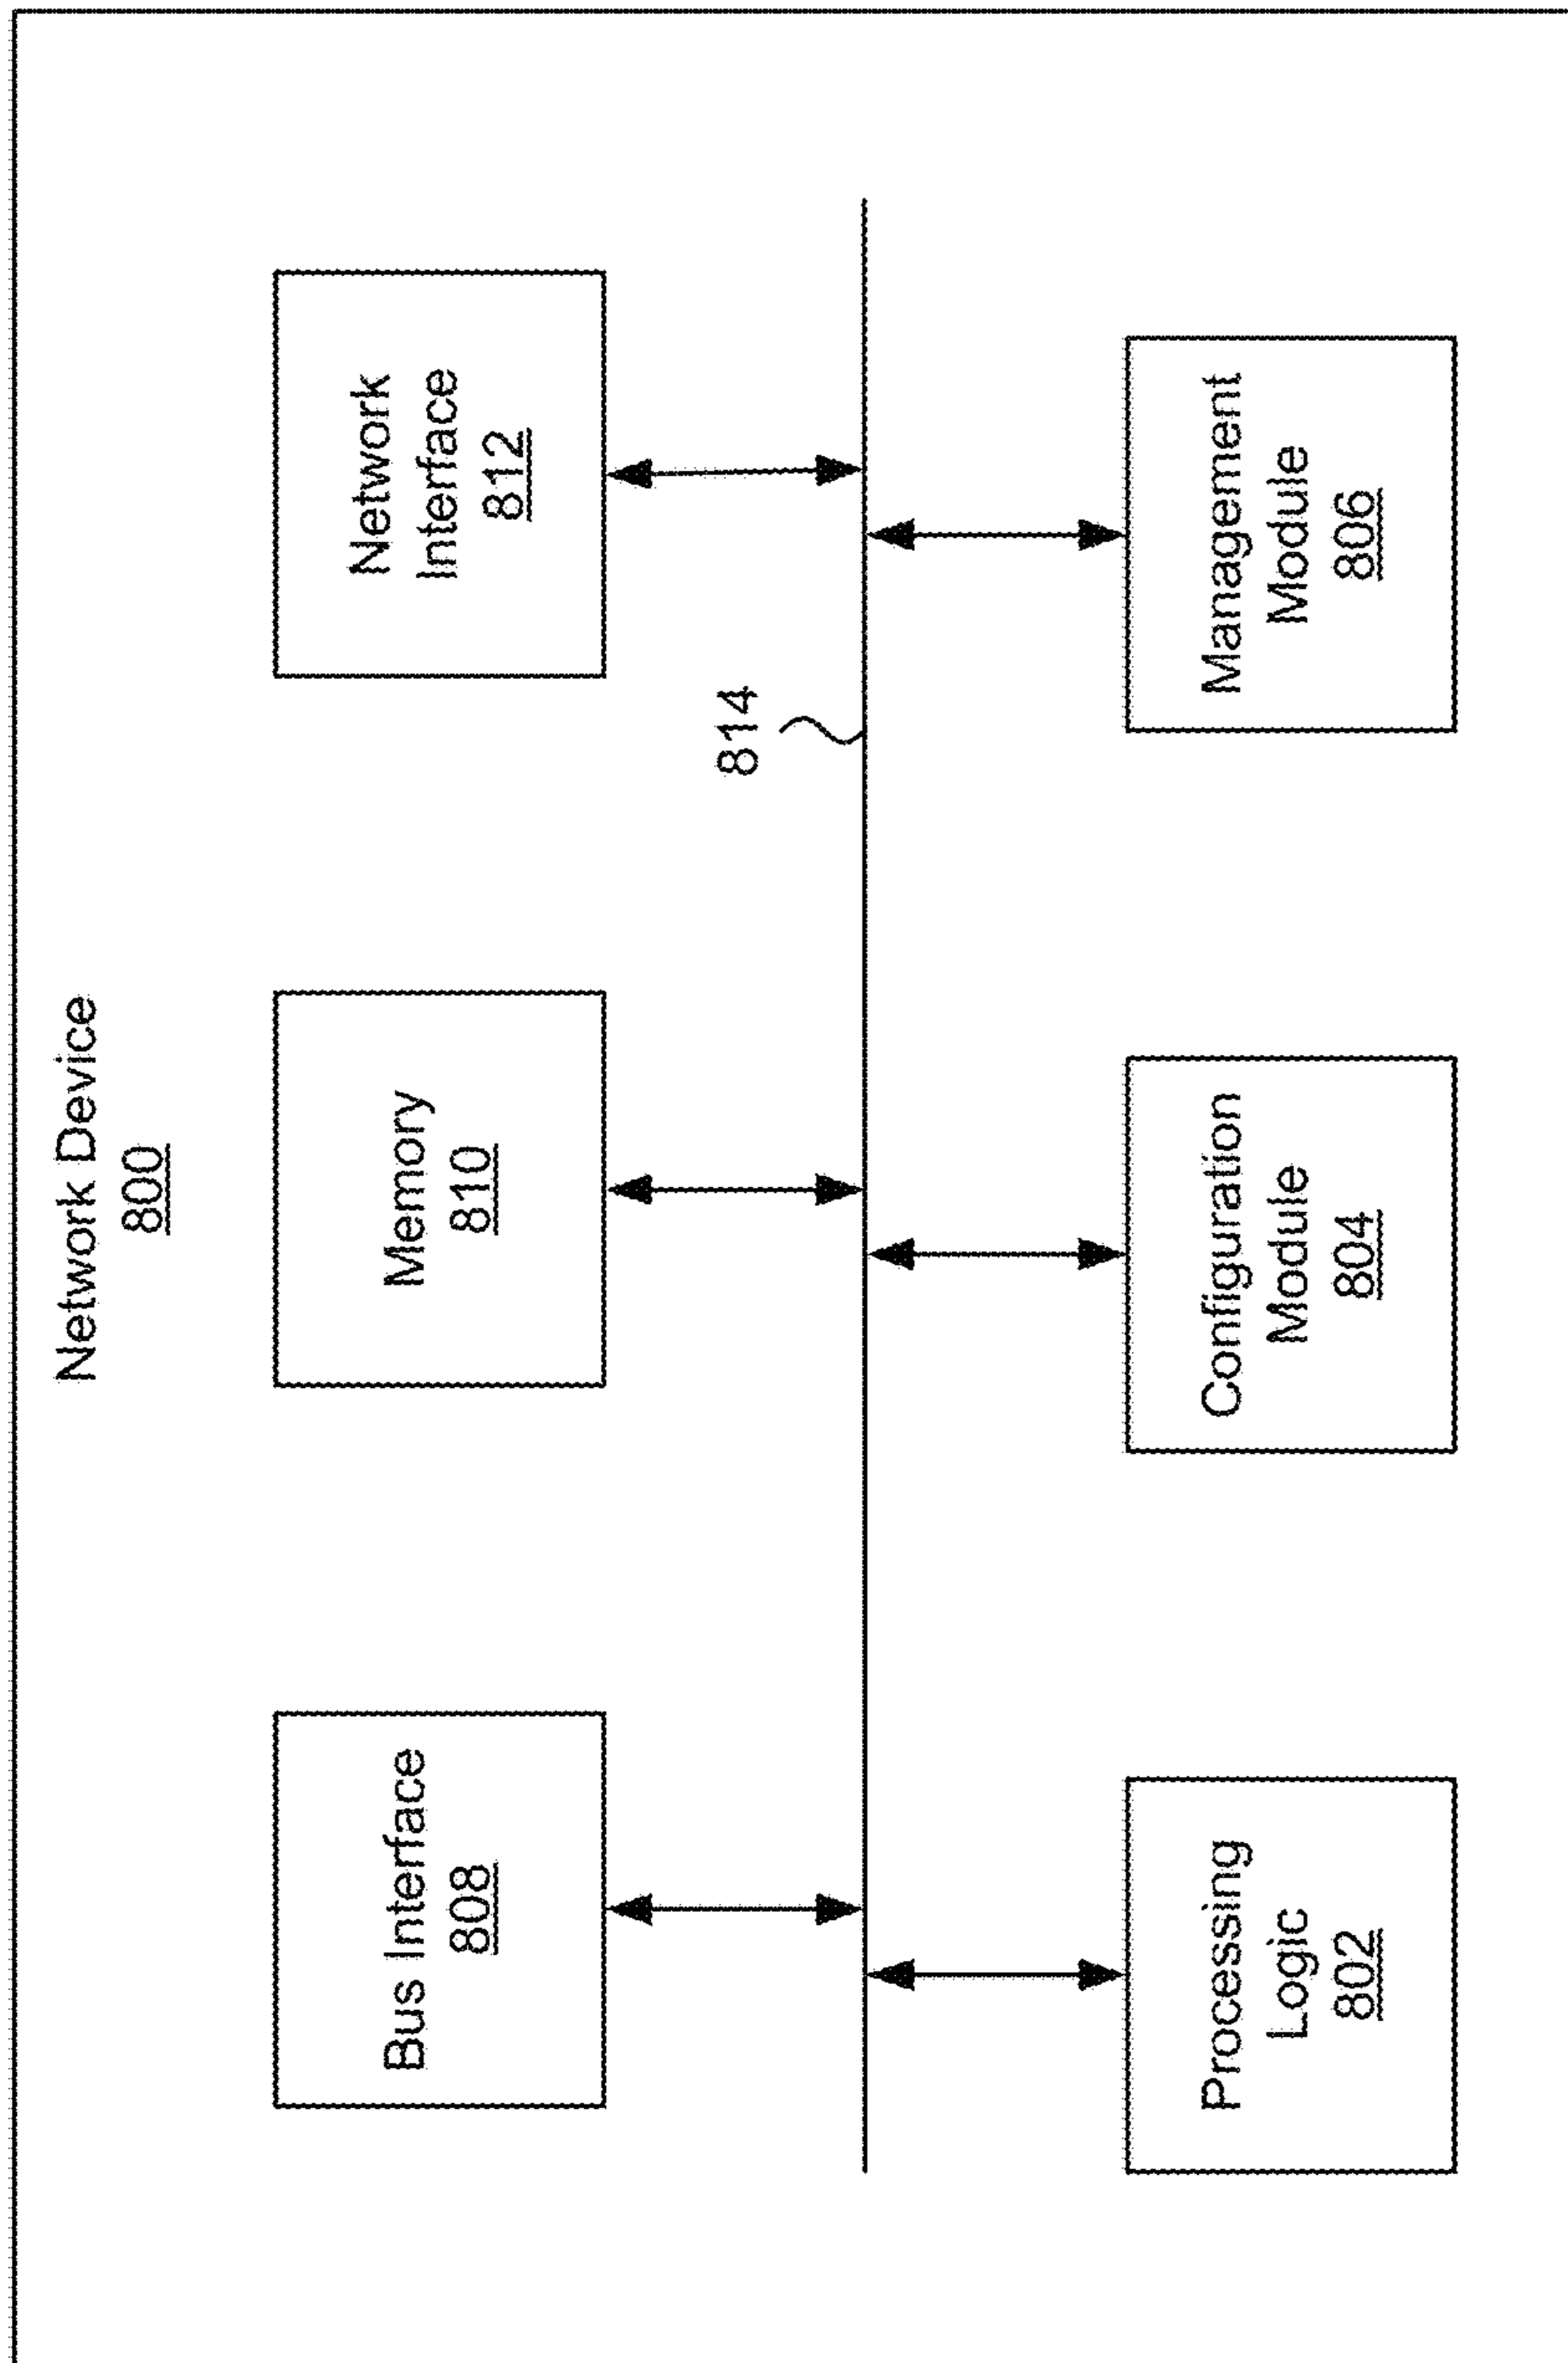 Network Device
800
Bus Interface
808
Memory
810
Network
Interface
812
814
Processing
Logic
802
Configuration
Module
804
Management
Module
806